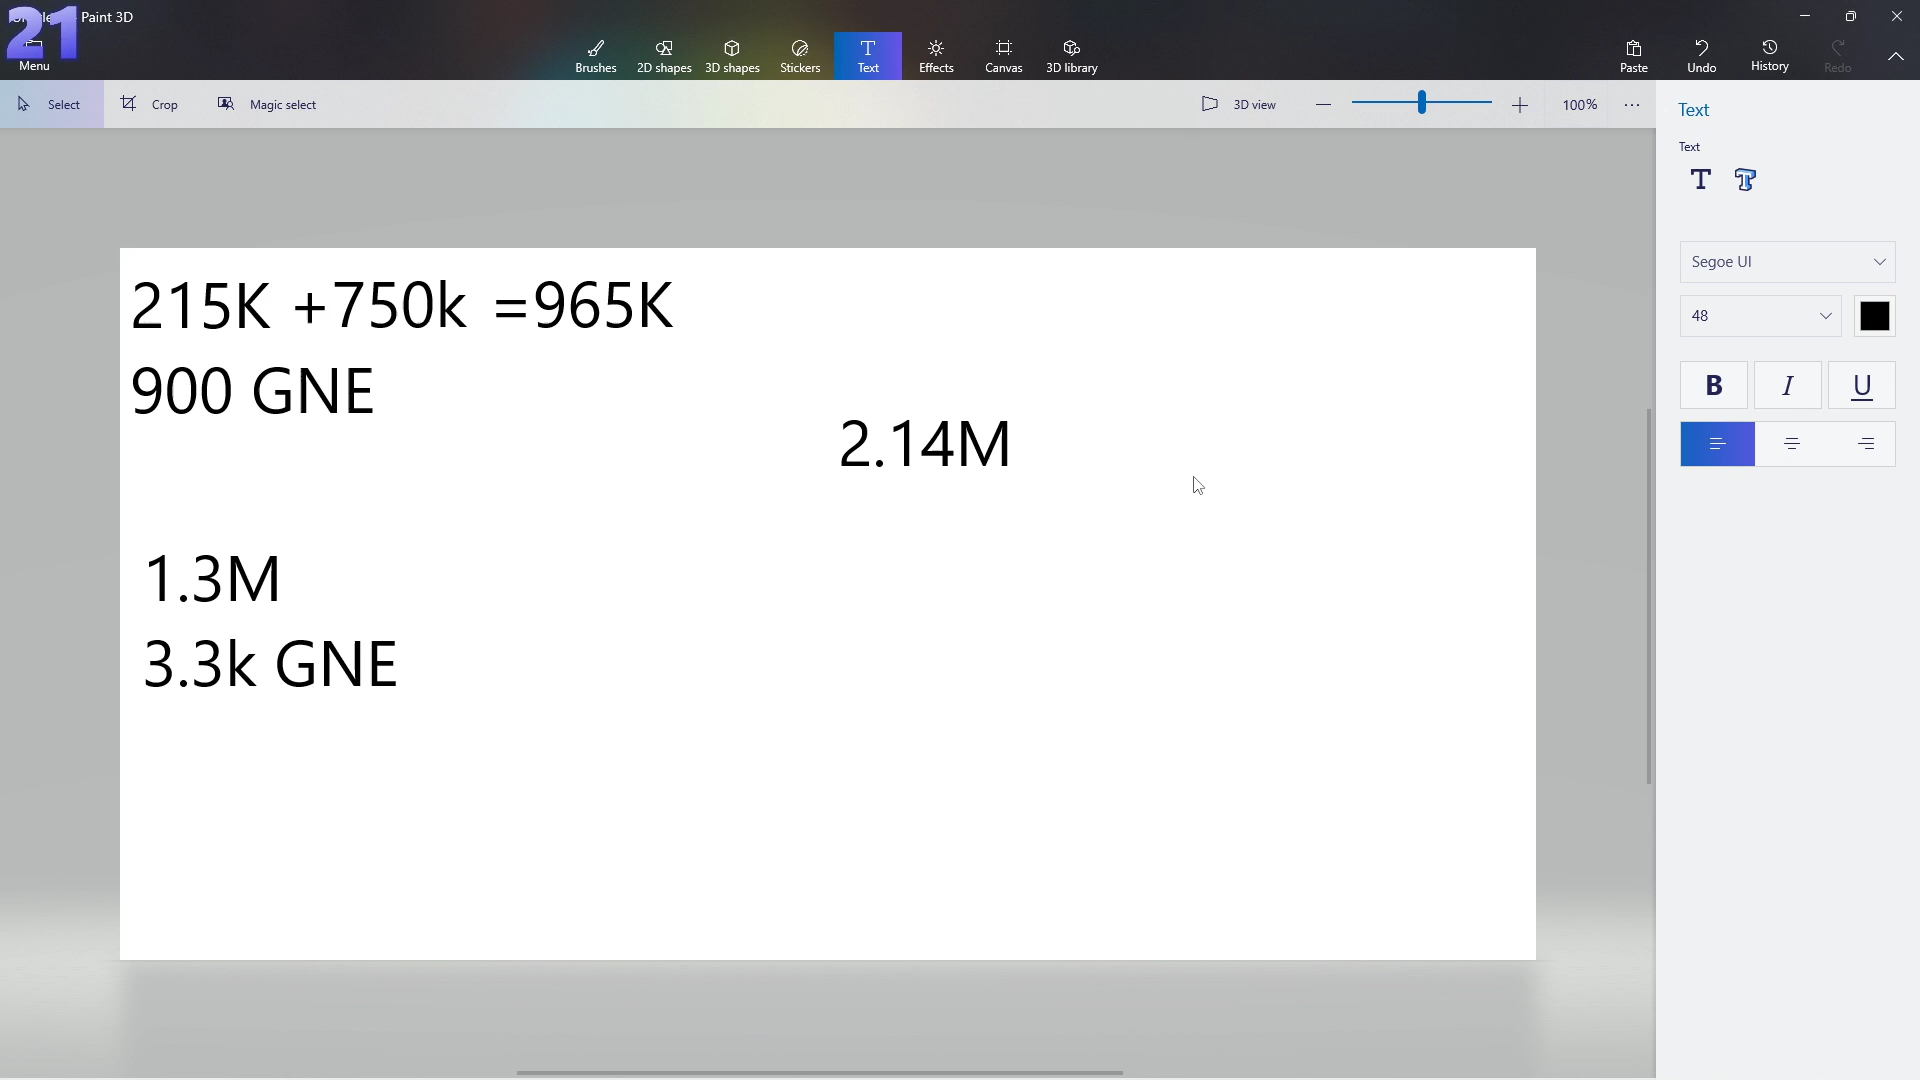 21
Paint 3D
Menu
Brushes
2D shapes
3D shapes
Stickers
Text
Effects
Canvas
3D library
Paste
Undo
History
Redo
Select
Crop
Magic select
3D view
100%
Text
Text
Segoe UI
48
B
I
U
215K +750k =965K
900 GNE
2.14M
1.3M
3.3k GNE